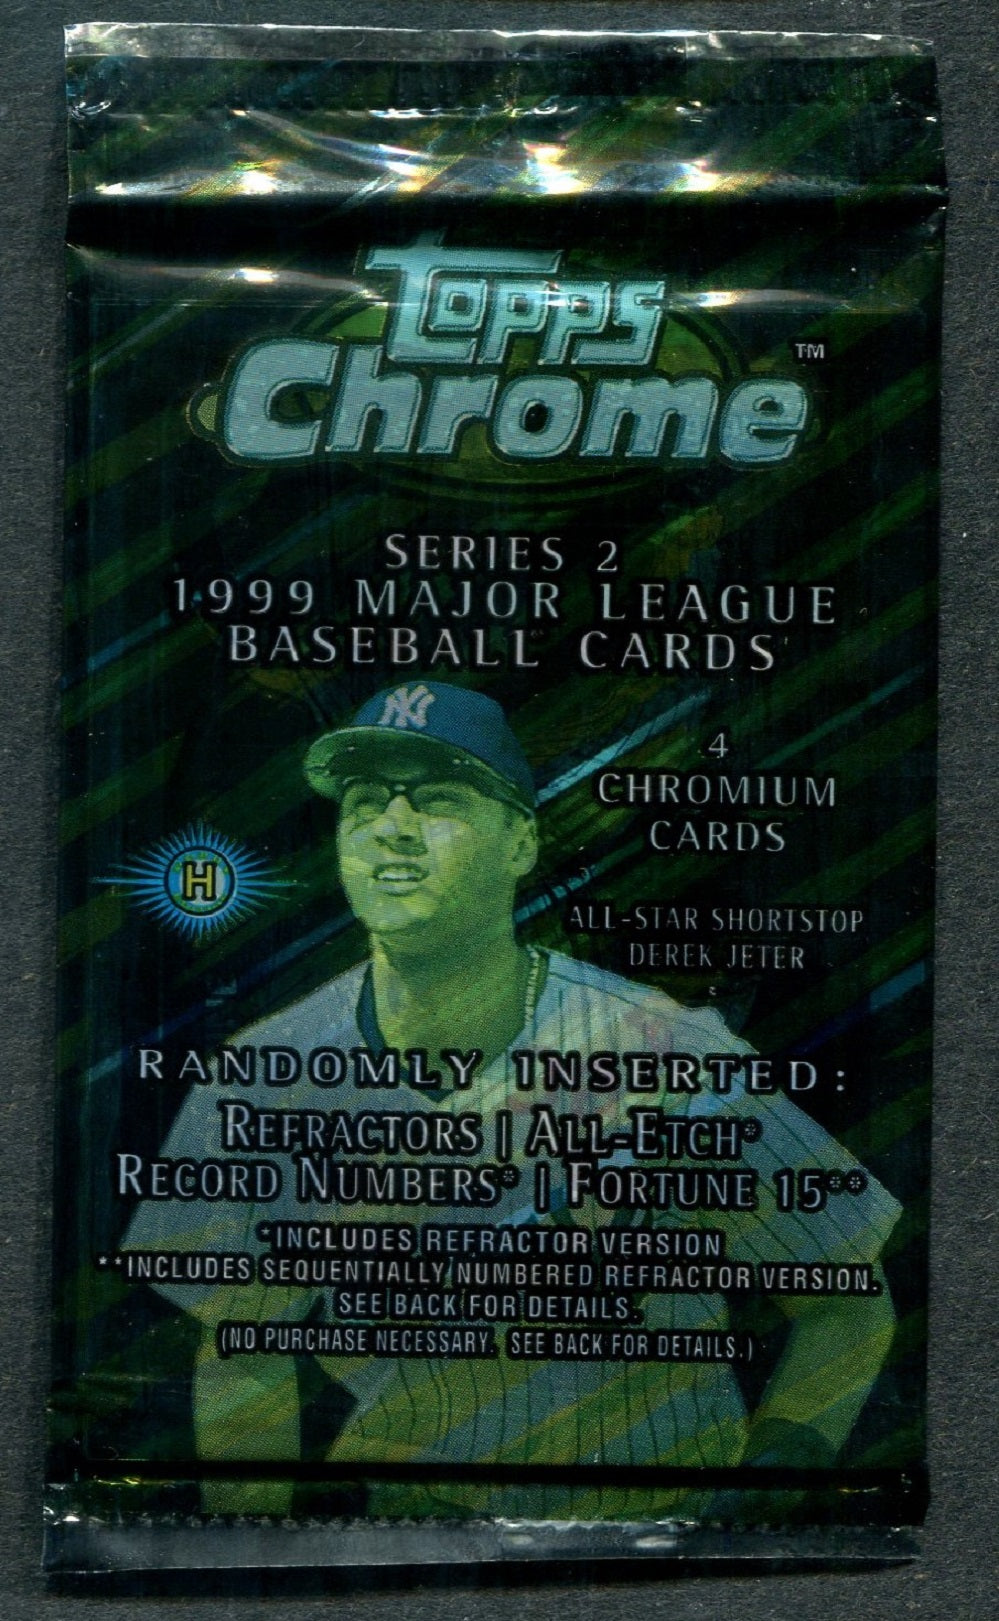 topps
Chrome™
SERIES 2
1999 MAJOR LEAGUE
BASEBALL CARDS
NY
4
CHROMIUM
CARDS
H
ALL-STAR SHORTSTOP
DEREK JETER
RANDOMLY INSERTED:
REFRACTORS | ALL-ETCH*
RECORD NUMBERS* | FORTUNE 15**
*INCLUDES REFRACTOR VERSION
**INCLUDES SEQUENTIALLY NUMBERED REFRACTOR VERSION.
SEE BACK FOR DETAILS.
(NO PURCHASE NECESSARY. SEE BACK FOR DETAILS.)